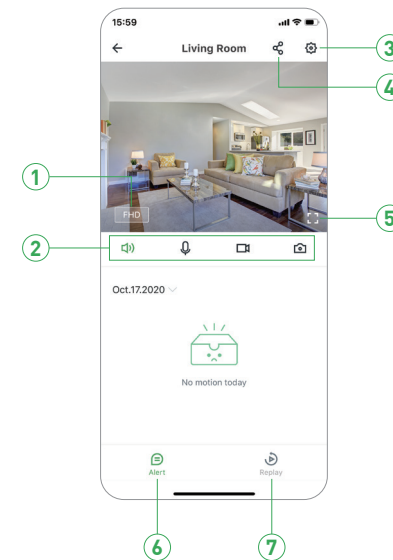 15:59
Living Room
3
4
1
FHD
5
2
Oct.17.2020
No motion today
Alert
Replay
6
7